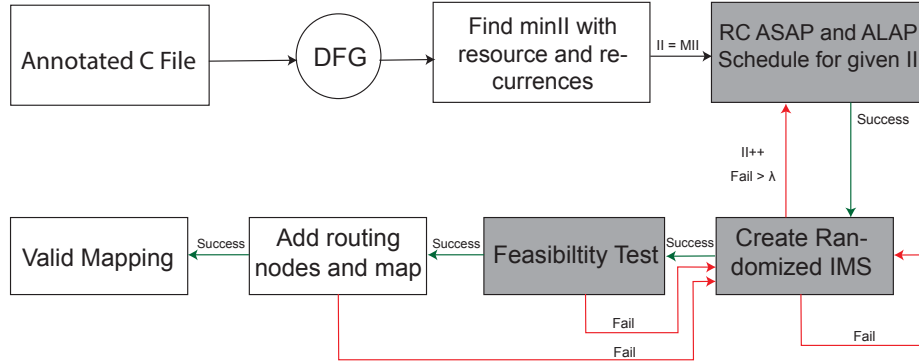 Annotated C File
DFG
Find minII with
resource and re-
currences
II = MII
RC ASAP and ALAP
Schedule for given II
Success
II++
Fail > λ
Valid Mapping
Success
Add routing
nodes and map
Success
Feasibiltity Test
Success
Create Ran-
domized IMS
Fail
Fail
Fail